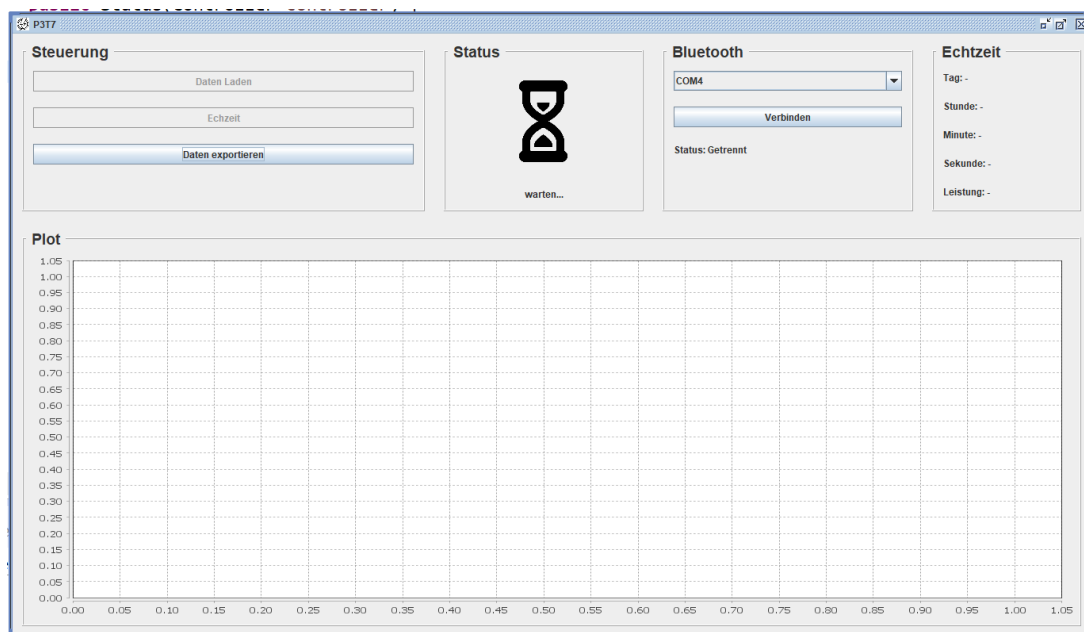 public Status(Controller controller) {
P3T7
Steuerung
Daten Laden
Echzeit
Daten exportieren
Status
warten...
Bluetooth
COM4
Verbinden
Status: Getrennt
Echtzeit
Tag: -
Stunde: -
Minute: -
Sekunde: -
Leistung: -
Plot
1.05
1.00
0.95
0.90
0.85
0.80
0.75
0.70
0.65
0.60
0.55
0.50
0.45
0.40
0.35
0.30
0.25
0.20
0.15
0.10
0.05
0.00
0.00 0.05 0.10 0.15 0.20 0.25 0.30 0.35 0.40 0.45 0.50 0.55 0.60 0.65 0.70 0.75 0.80 0.85 0.90 0.95 1.00 1.05